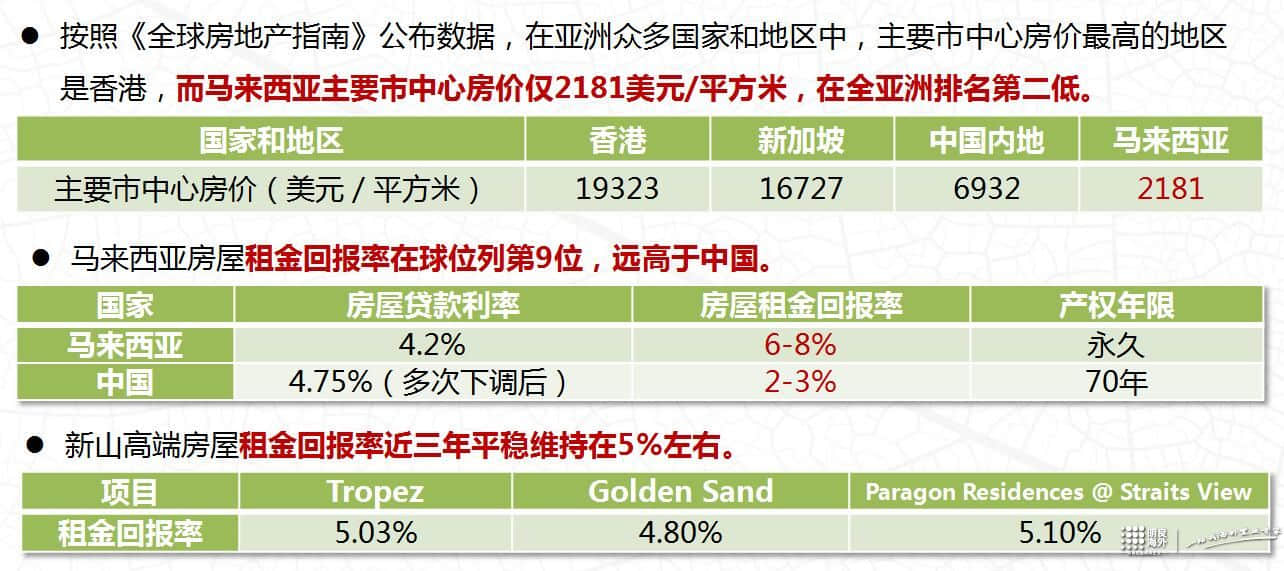 ● 按照《全球房地产指南》公布数据，在亚洲众多国家和地区中，主要市中心房价最高的地区
是香港，而马来西亚主要市中心房价仅2181美元/平方米，在全亚洲排名第二低。
国家和地区 香港 新加坡 中国内地 马来西亚
主要市中心房价（美元／平方米） 19323 16727 6932 2181
● 马来西亚房屋租金回报率在球位列第9位，远高于中国。
国家 房屋贷款利率 房屋租金回报率 产权年限
马来西亚 4.2% 6-8% 永久
中国 4.75%（多次下调后） 2-3% 70年
● 新山高端房屋租金回报率近三年平稳维持在5%左右。
项目 Tropez Golden Sand Paragon Residences @ Straits View
租金回报率 5.03% 4.80% 5.10%
海外